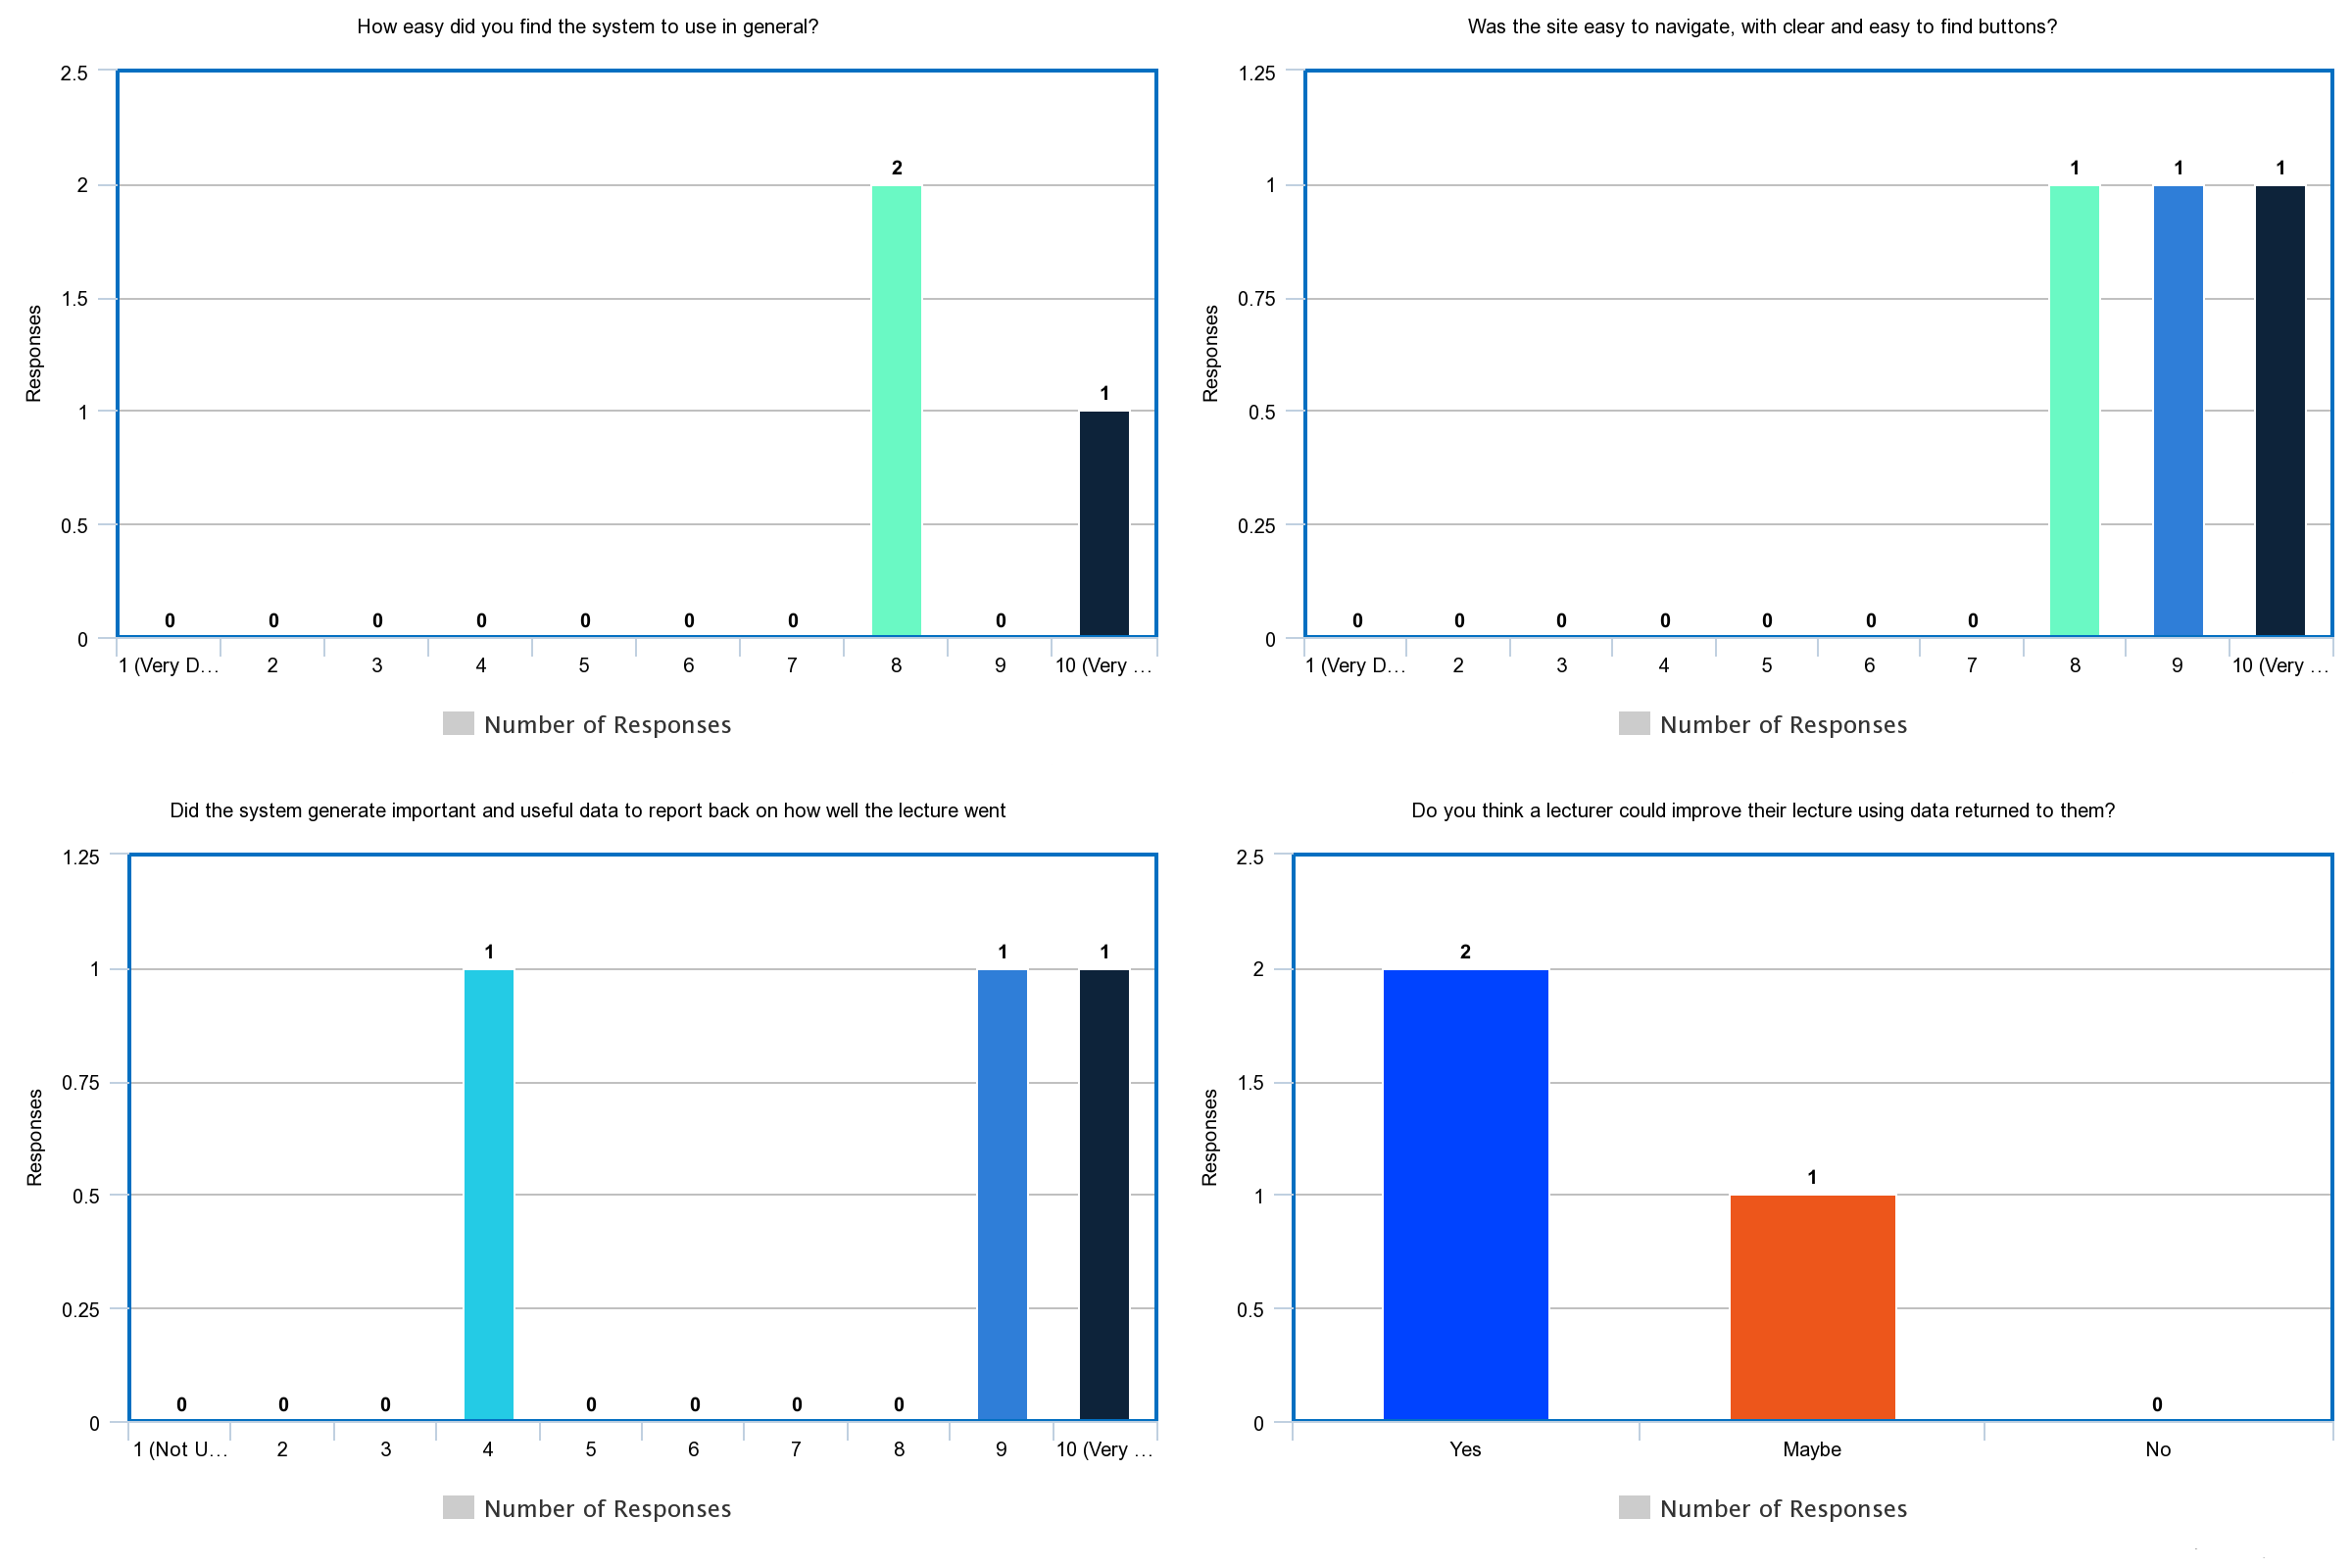 How easy did you find the system to use in general?
2.5
2
1.5
1
0.5
0
Responses
0 0 0 0 0 0 0 2 0 1
1 (Very D… 2 3 4 5 6 7 8 9 10 (Very …
Number of Responses
Was the site easy to navigate, with clear and easy to find buttons?
1.25
1
0.75
0.5
0.25
0
Responses
0 0 0 0 0 0 0 1 1 1
1 (Very D… 2 3 4 5 6 7 8 9 10 (Very …
Number of Responses
Did the system generate important and useful data to report back on how well the lecture went
1.25
1
0.75
0.5
0.25
0
Responses
0 0 0 1 0 0 0 0 1 1
1 (Not U… 2 3 4 5 6 7 8 9 10 (Very …
Number of Responses
Do you think a lecturer could improve their lecture using data returned to them?
2.5
2
1.5
1
0.5
0
Responses
2 1 0
Yes Maybe No
Number of Responses